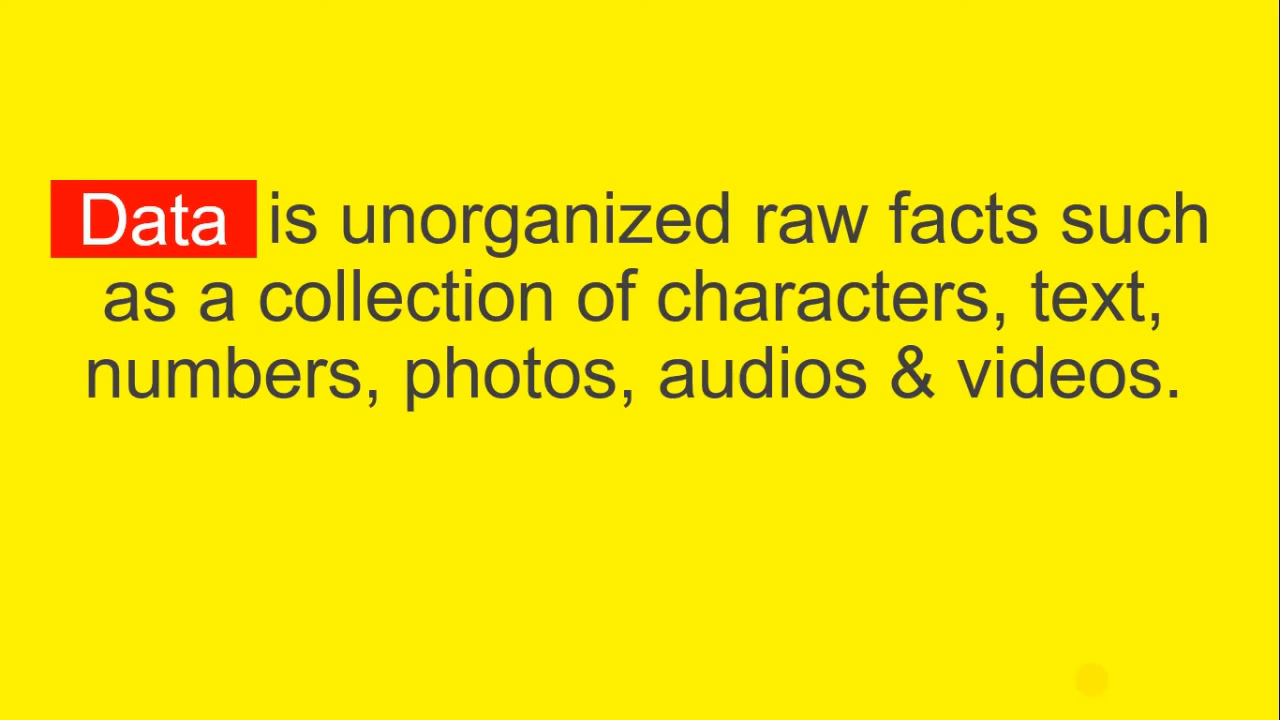 Data is unorganized raw facts such
as a collection of characters, text,
numbers, photos, audios & videos.